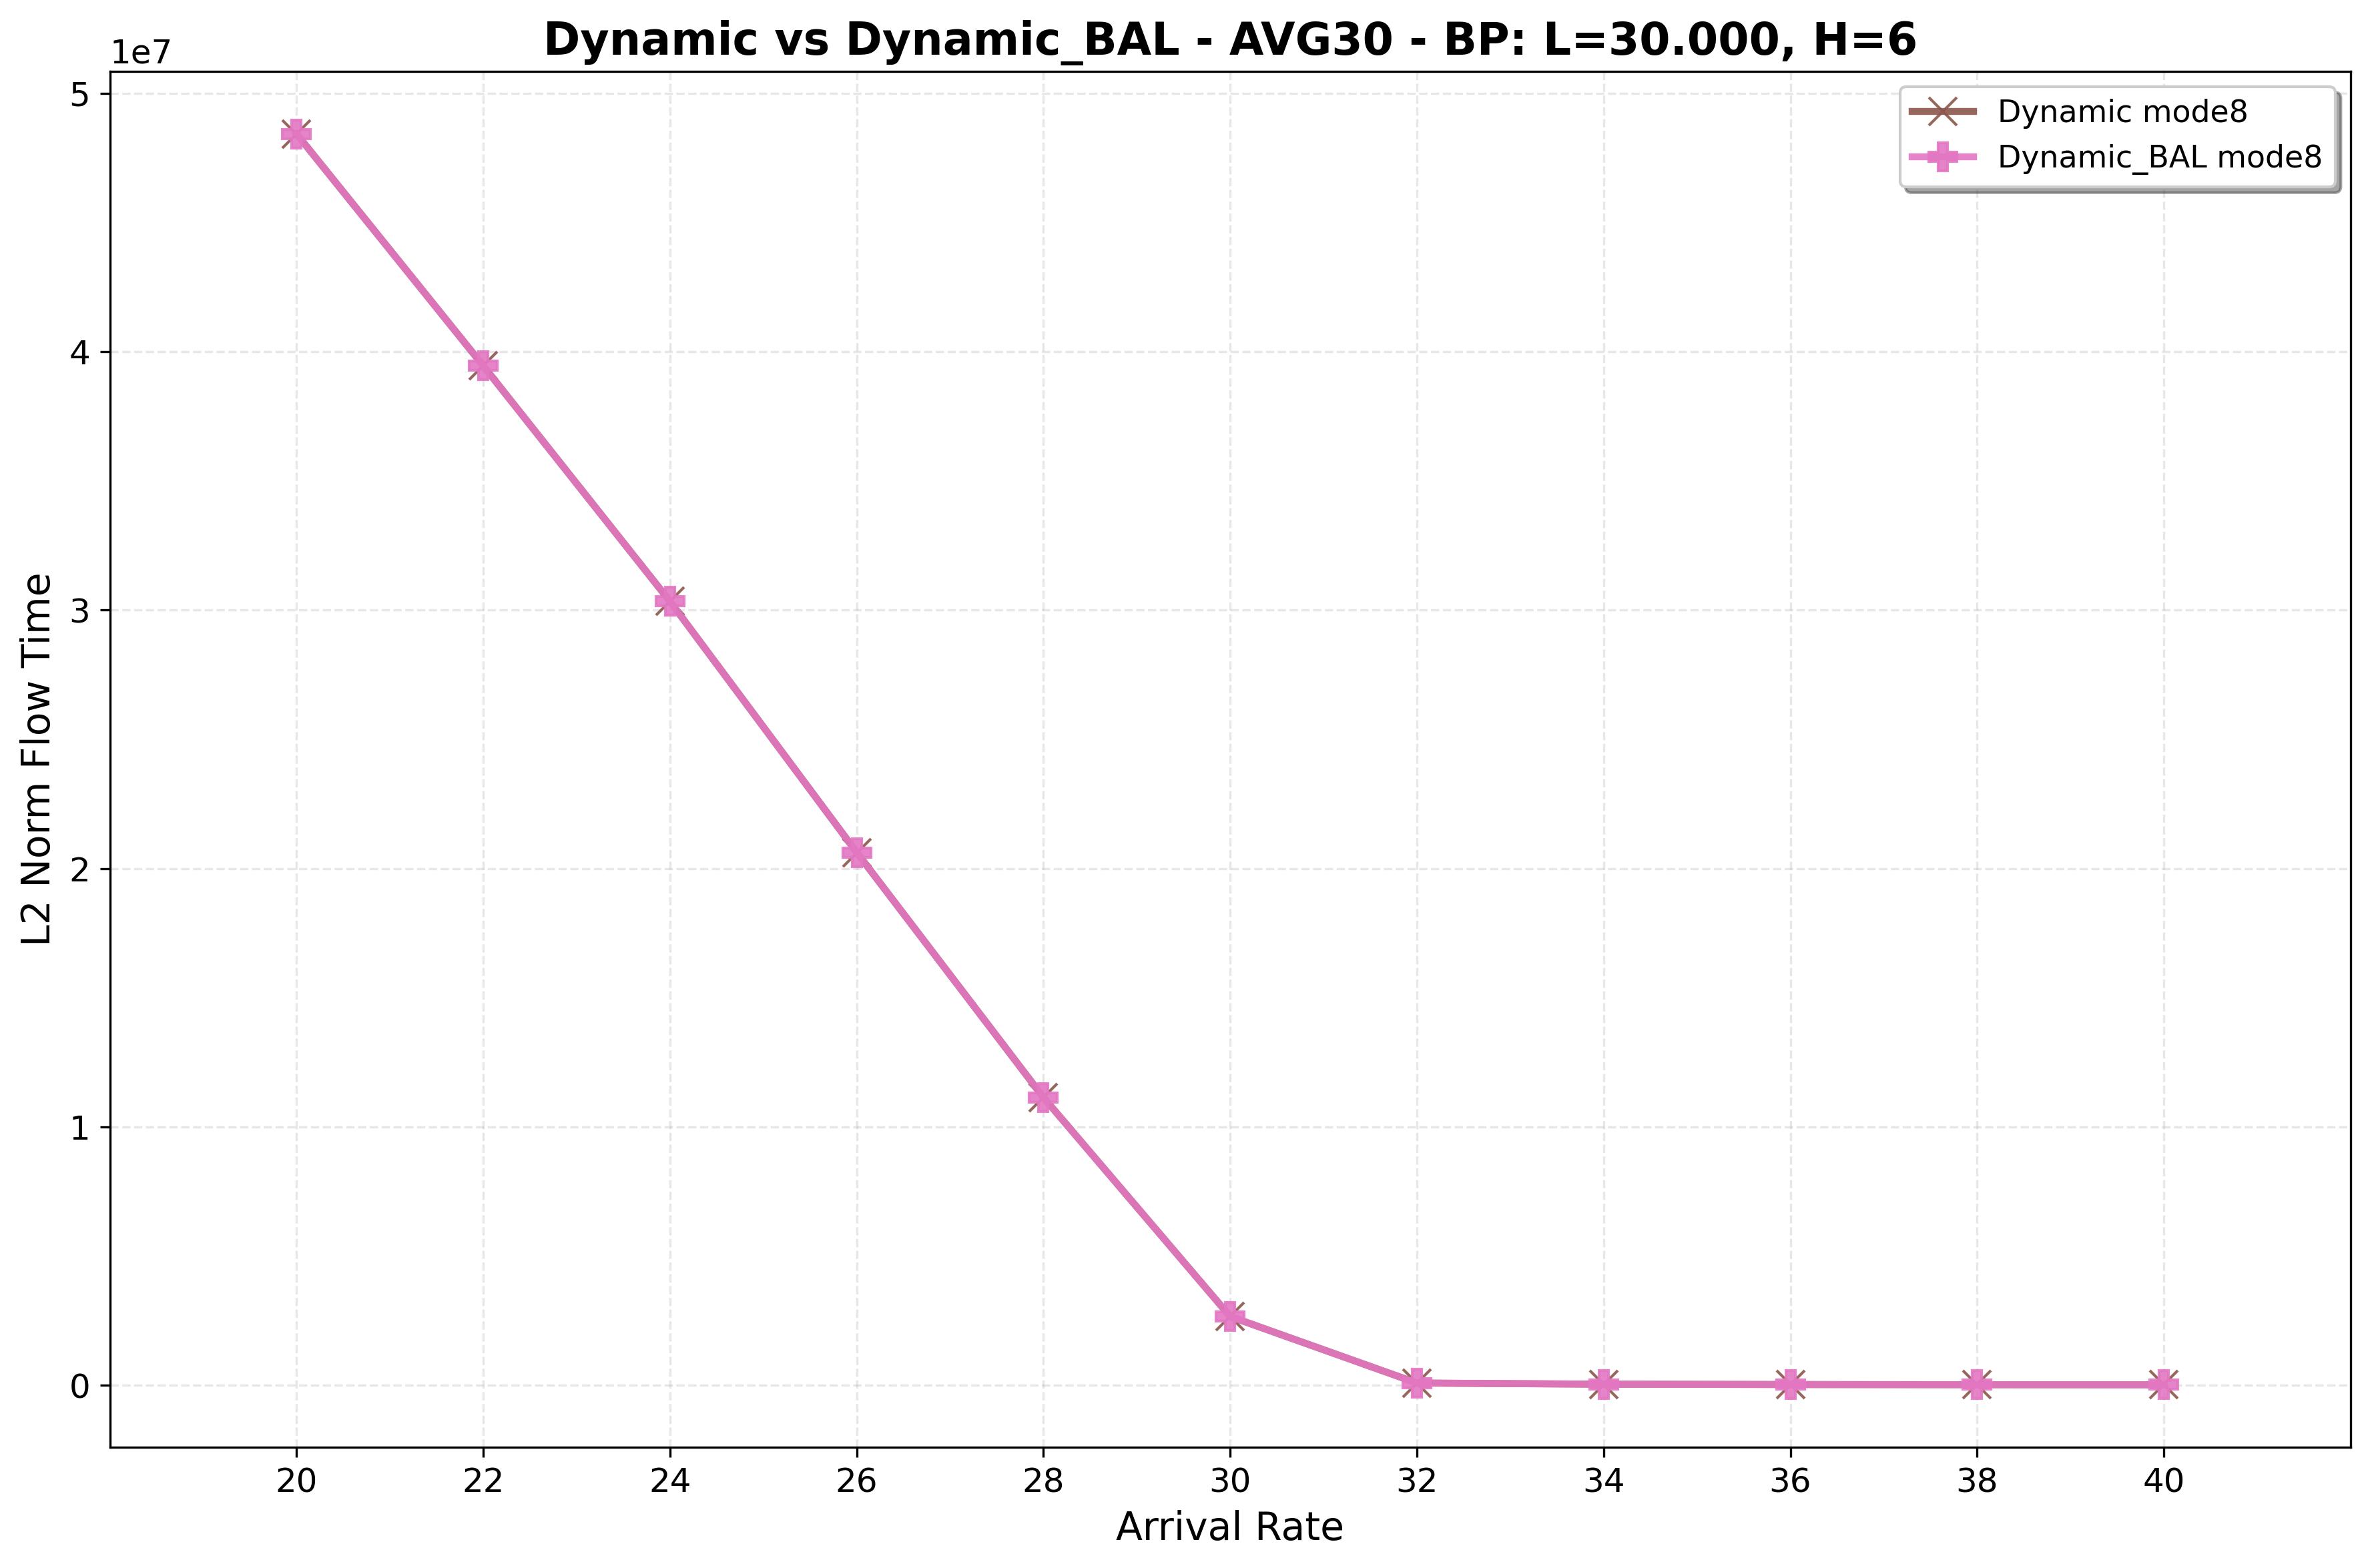 Dynamic vs Dynamic_BAL - AVG30 - BP: L=30.000, H=6
1e7
5
4
3
2
1
0
L2 Norm Flow Time
Dynamic mode8
Dynamic_BAL mode8
20 22 24 26 28 30 32 34 36 38 40
Arrival Rate